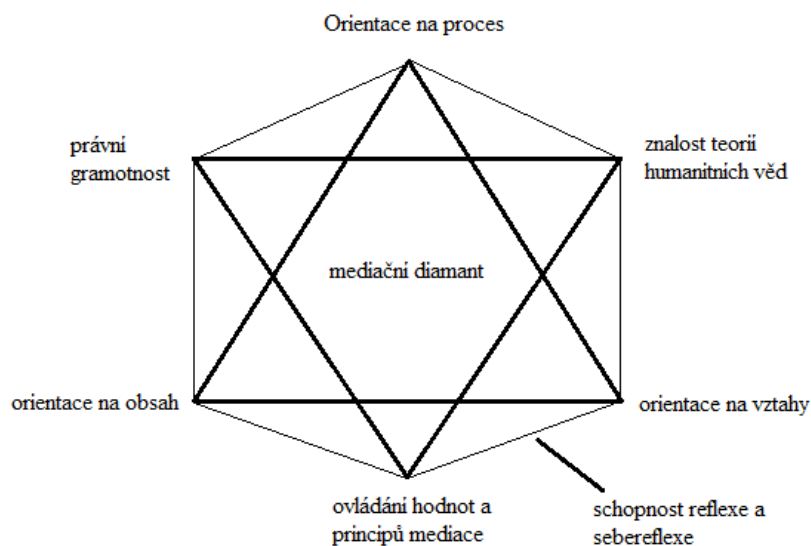 Orientace na proces
právní
gramotnost
znalost teorií
humanitních věd
mediační diamant
orientace na obsah
orientace na vztahy
ovládání hodnot a
principů mediace
schopnost reflexe a
sebereflexe